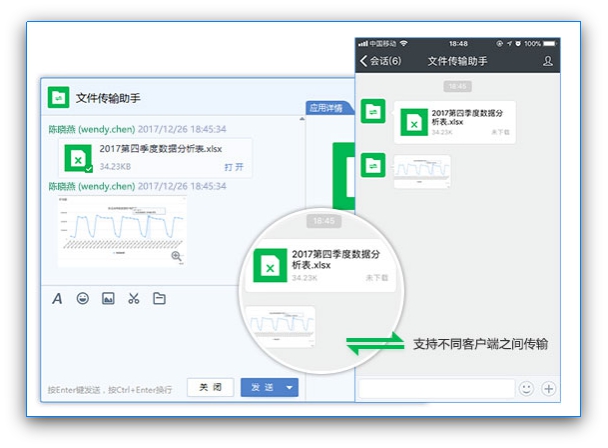 文件传输助手
应用详情
陈晓燕 (wendy.chen) 2017/12/26 18:45:34
2017第四季度数据分析表.xlsx
34.23KB
打 开
陈晓燕 (wendy.chen) 2017/12/26 18:45:34
按Enter键发送，按Ctrl+Enter换行
关 闭
发 送
中国移动
18:48
100%
会话(6)
文件传输助手
18:45
2017第四季度数据分
析表.xlsx
34.23K
未下载
18:45
2017第四季度数据分
析表.xlsx
34.23K
未下载
支持不同客户端之间传输